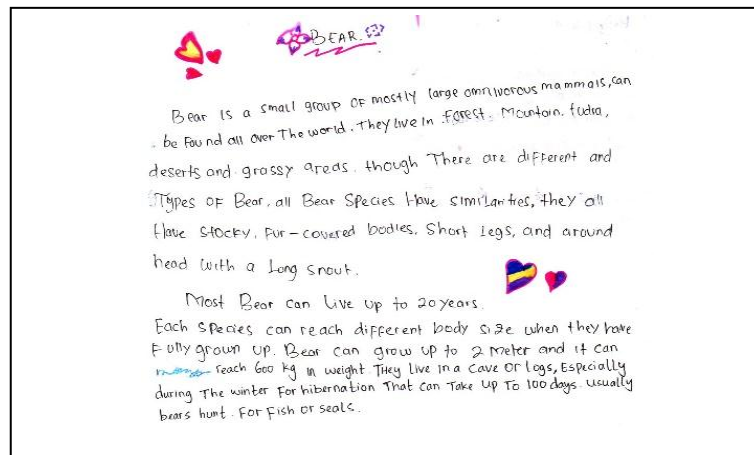 BEAR.
Bear Is a small group OF mostly large omnivorous mammals, can
be Found all over The world. They live In Forest. Mountain. tudra,
deserts and grassy areas. though There are different and
Types OF Bear. all Bear Species Have similarities, they all
Have Stocky, Fur-covered bodies, Short legs, and around
head with a Long snout.
Most Bear can Live up to 20 years.
Each Species can reach different body size when they have
Fully grown up. Bear can grow up to 2 Meter and it can
reach 600 kg in weight They live in a cave or logs, Especially
during The winter For hibernation That can Take Up To 100 days. usually
bears hunt. For Fish or seals.